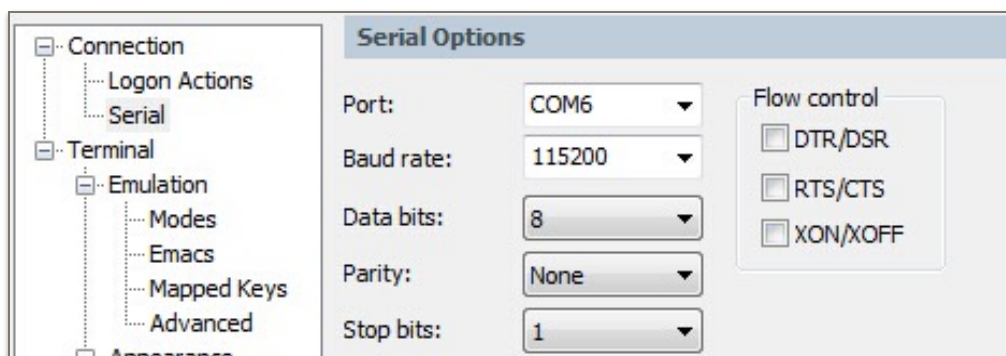 Connection
Logon Actions
Serial
Terminal
Emulation
Modes
Emacs
Mapped Keys
Advanced
Appearance
Serial Options
Port: COM6
Baud rate: 115200
Data bits: 8
Parity: None
Stop bits: 1
Flow control
DTR/DSR
RTS/CTS
XON/XOFF